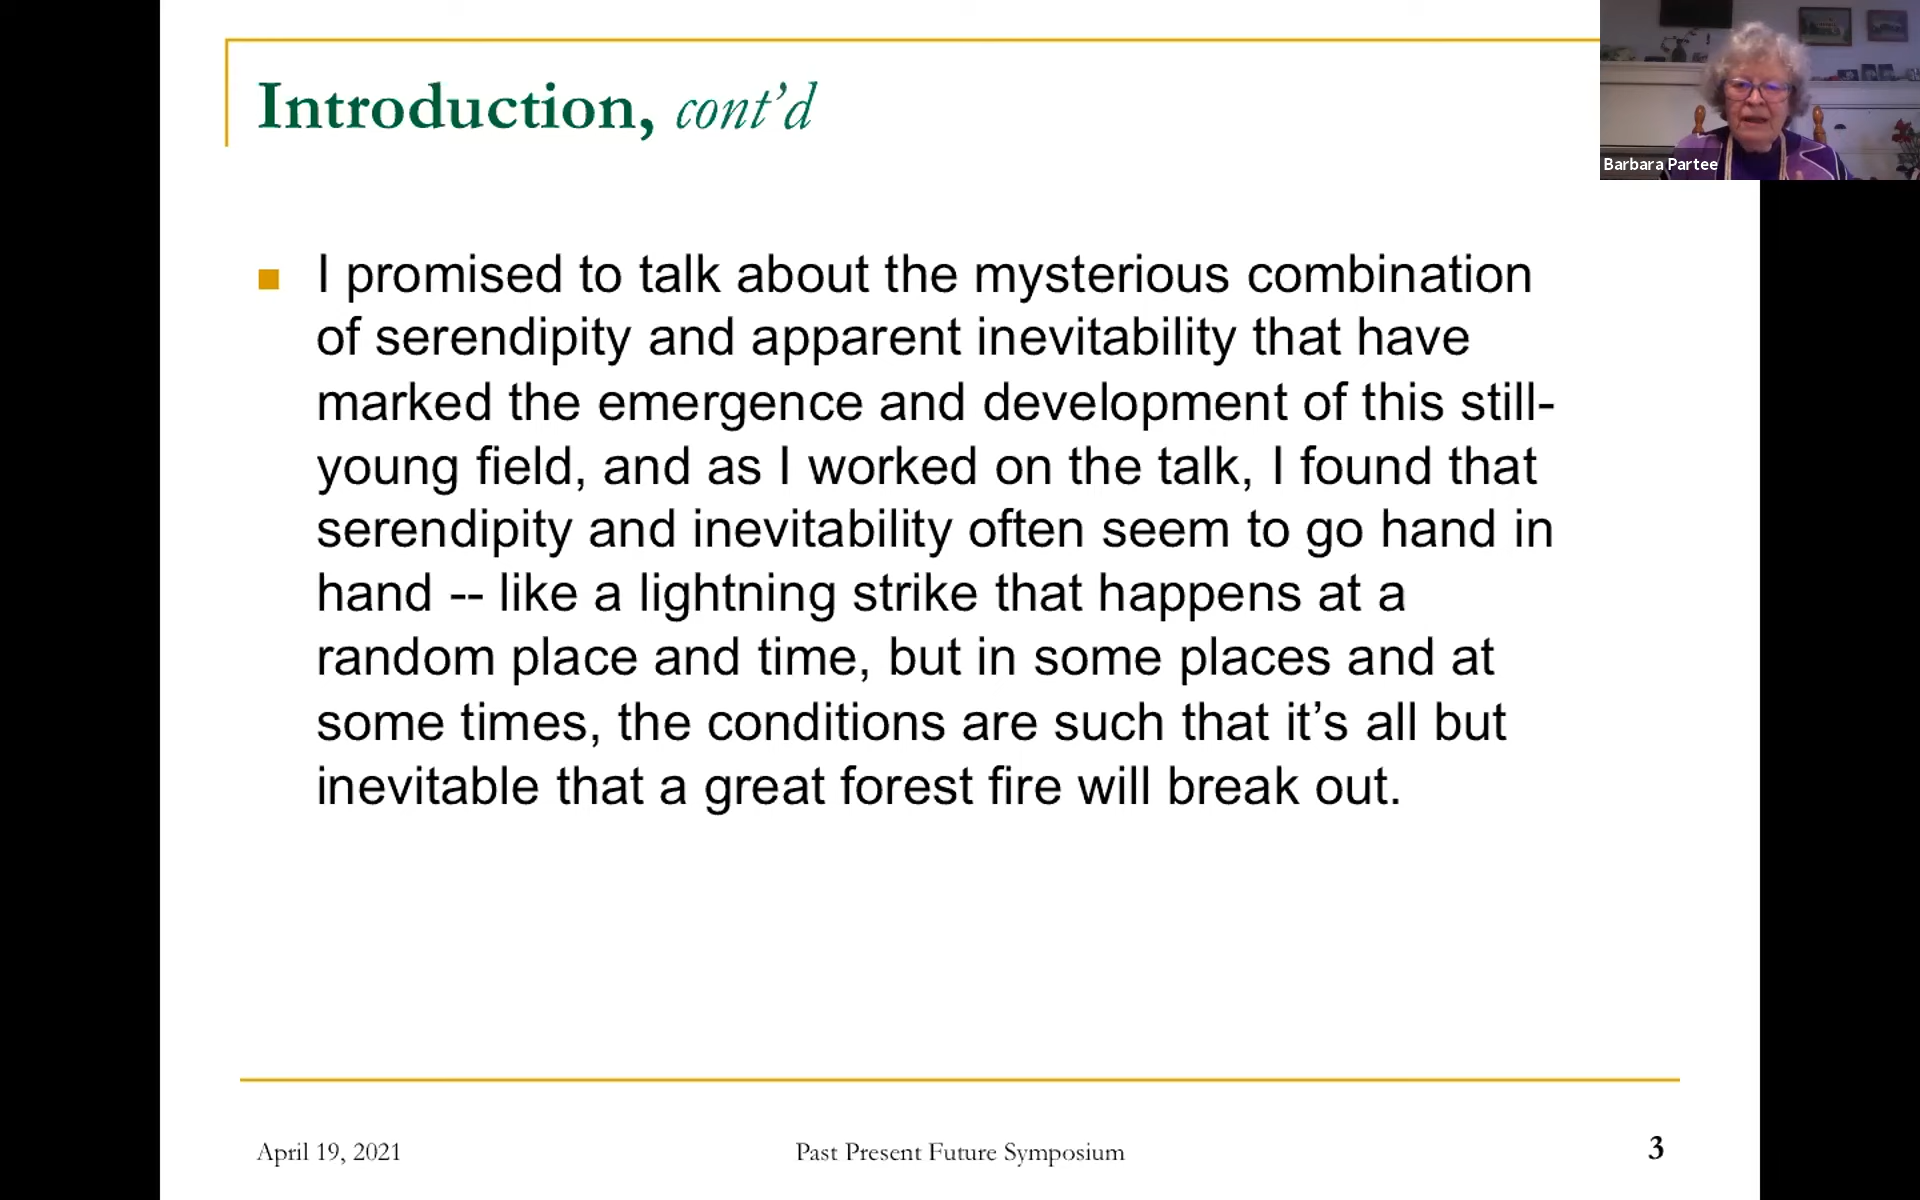 Introduction, cont’d
Barbara Partee
I promised to talk about the mysterious combination
of serendipity and apparent inevitability that have
marked the emergence and development of this still-
young field, and as I worked on the talk, I found that
serendipity and inevitability often seem to go hand in
hand -- like a lightning strike that happens at a
random place and time, but in some places and at
some times, the conditions are such that it’s all but
inevitable that a great forest fire will break out.
April 19, 2021
Past Present Future Symposium
3